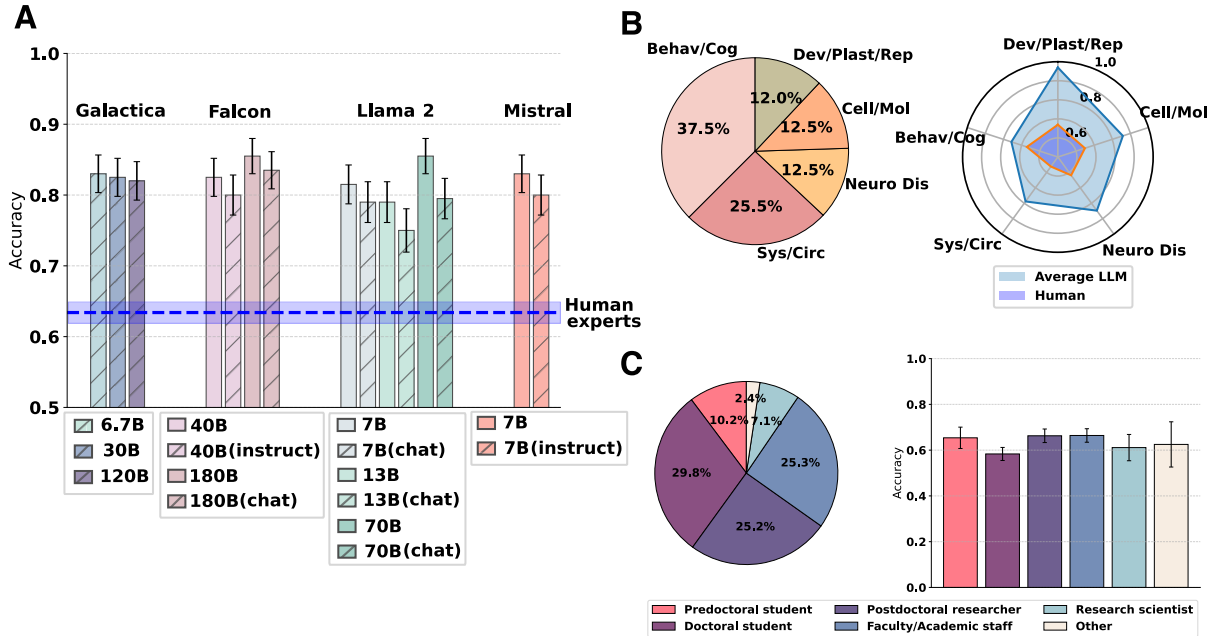 A
1.0
0.9
0.8
0.7
0.6
0.5
Accuracy
Galactica
Falcon
Llama 2
Mistral
Human
experts
6.7B
30B
120B
40B
40B(instruct)
180B
180B(chat)
7B
7B(chat)
13B
13B(chat)
70B
70B(chat)
7B
7B(instruct)
B
Behav/Cog
Dev/Plast/Rep
Cell/Mol
Neuro Dis
Sys/Circ
37.5%
12.0%
12.5%
12.5%
25.5%
Dev/Plast/Rep
1.0
0.8
0.6
Cell/Mol
Behav/Cog
Sys/Circ
Neuro Dis
Average LLM
Human
C
2.4%
10.2%
7.1%
29.8%
25.3%
25.2%
1.0
0.8
0.6
0.4
0.2
0.0
Accuracy
Predoctoral student
Doctoral student
Postdoctoral researcher
Faculty/Academic staff
Research scientist
Other